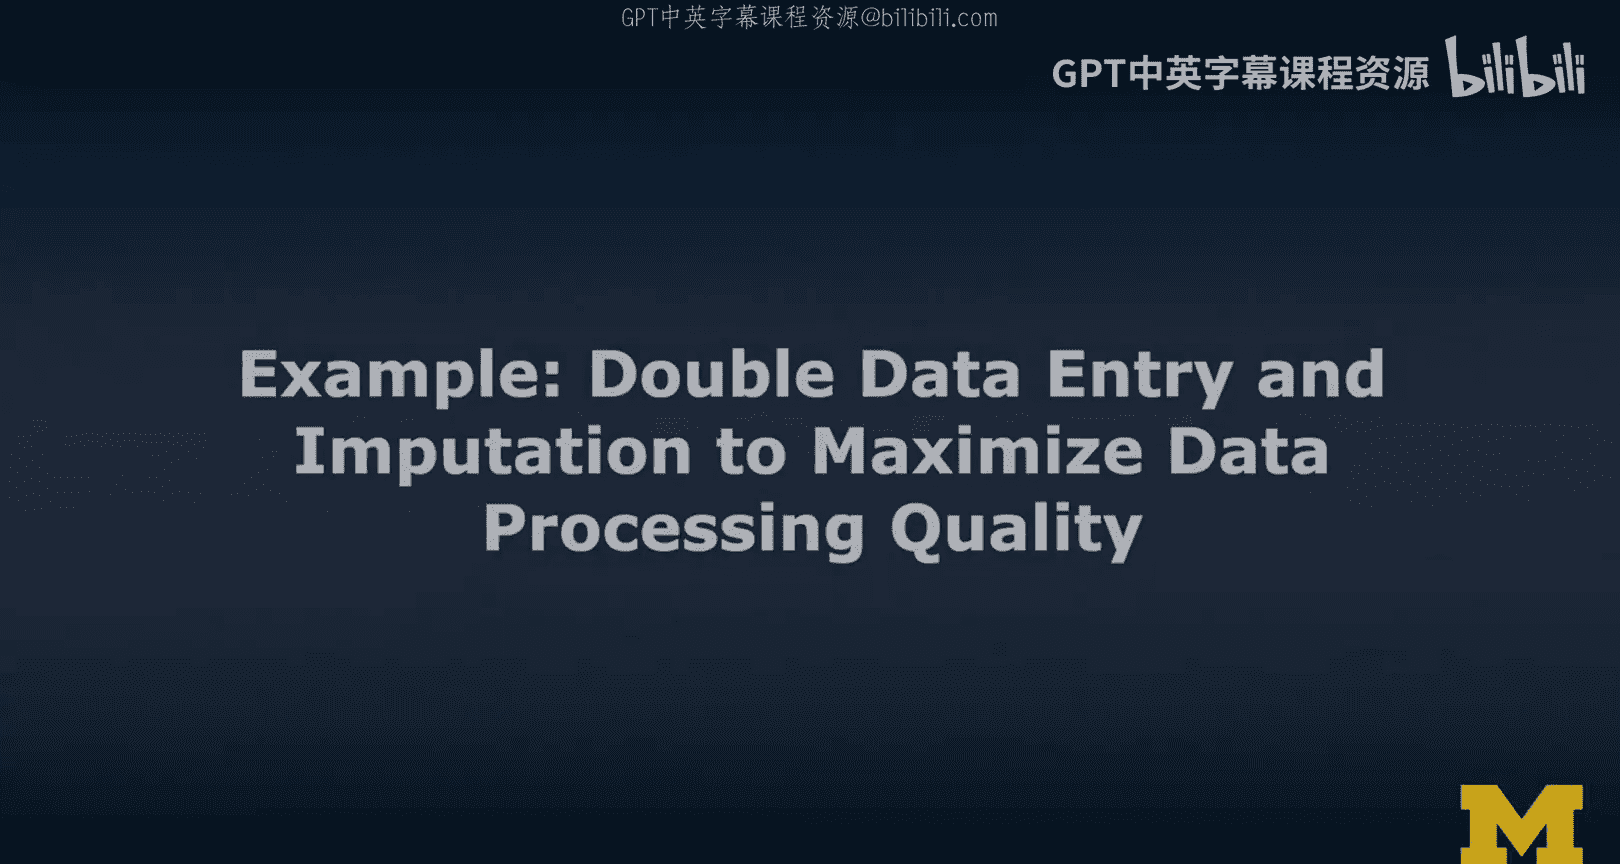 GPT中英字幕课程资源@bilibili.com
GPT中英字幕课程资源 bilibili
Example: Double Data Entry and
Imputation to Maximize Data
Processing Quality
M